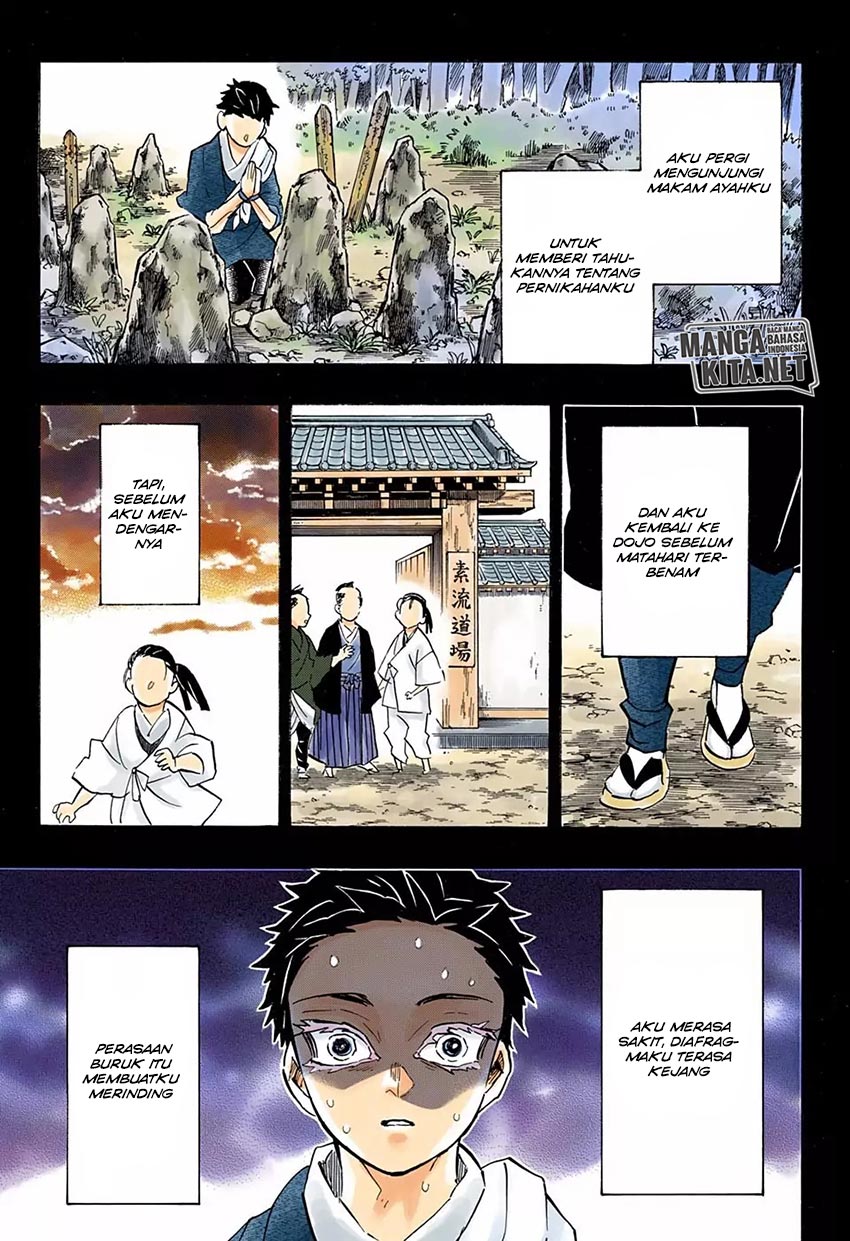 AKU PERGI
MENGUNJUNGI
MAKAM AYAHKU
UNTUK
MEMBERI TAHU-
KANNYA TENTANG
PERNIKAHANKU
MANGA
BAHASA
INDONESIA
KITA.NET
DAN AKU
KEMBALI KE
DOJO SEBELUM
MATAHARI TER-
BENAM
素流道場
TAPI,
SEBELUM
AKU MEN-
DENGAR-
NYA
AKU MERASA
SAKIT, DIAFRAG-
MAKU TERASA
KEJANG
PERASAAN
BURUK ITU
MEMBUATKU
MERINDING